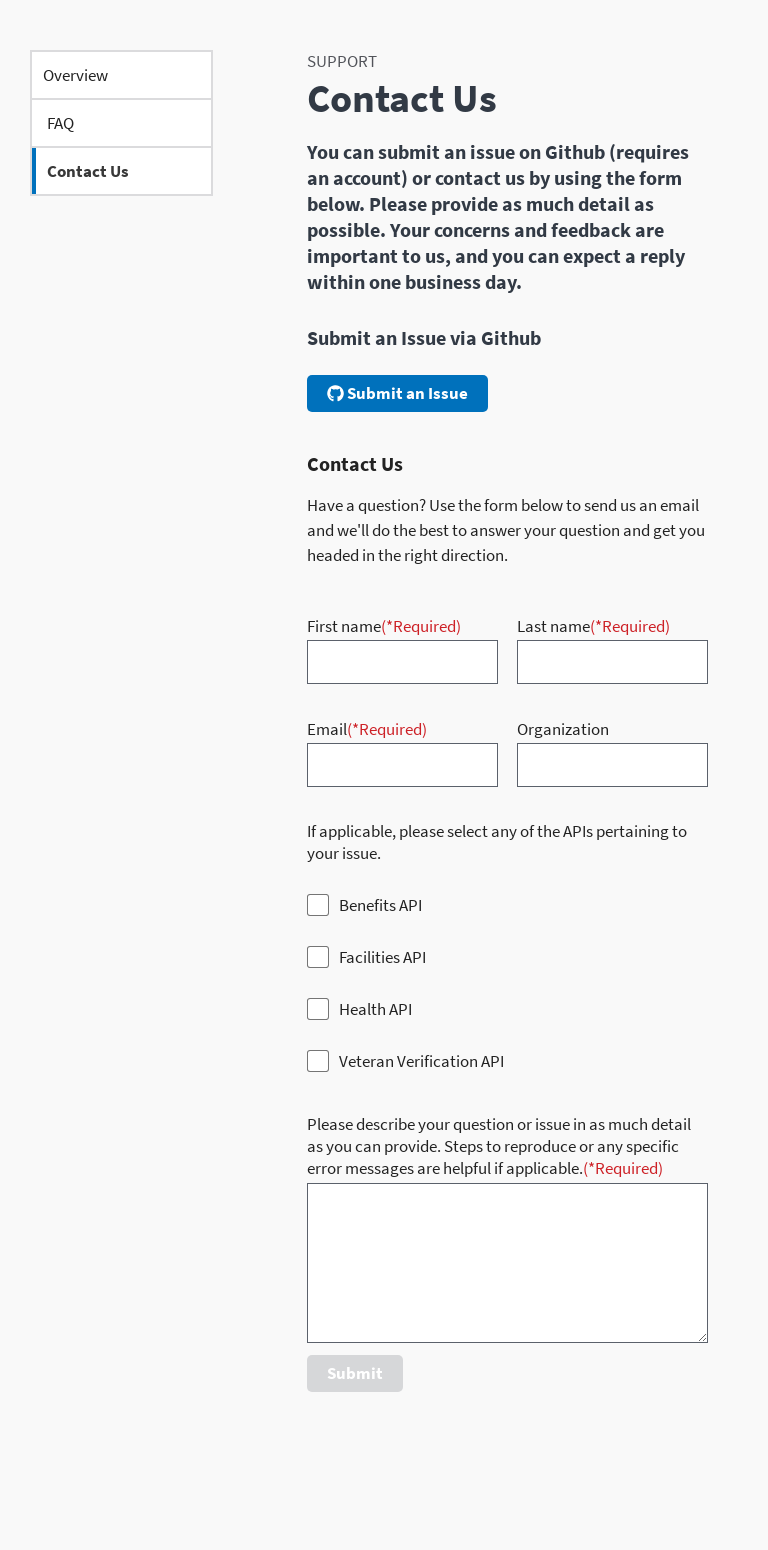 Overview
FAQ
Contact Us
SUPPORT
Contact Us
You can submit an issue on Github (requires
an account) or contact us by using the form
below. Please provide as much detail as
possible. Your concerns and feedback are
important to us, and you can expect a reply
within one business day.
Submit an Issue via Github
Submit an Issue
Contact Us
Have a question? Use the form below to send us an email
and we'll do the best to answer your question and get you
headed in the right direction.
First name(*Required) Last name(*Required)
Email(*Required) Organization
If applicable, please select any of the APIs pertaining to
your issue.
Benefits API
Facilities API
Health API
Veteran Verification API
Please describe your question or issue in as much detail
as you can provide. Steps to reproduce or any specific
error messages are helpful if applicable.(*Required)
Submit